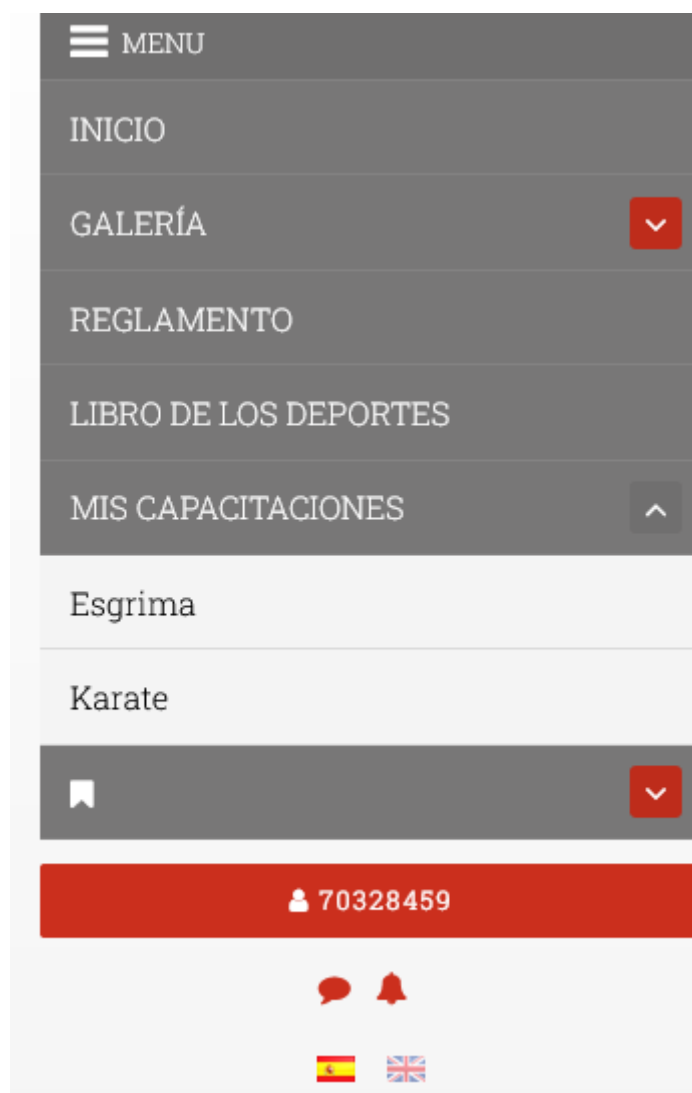 MENU
INICIO
GALERÍA
REGLAMENTO
LIBRO DE LOS DEPORTES
MIS CAPACITACIONES
Esgrima
Karate
70328459